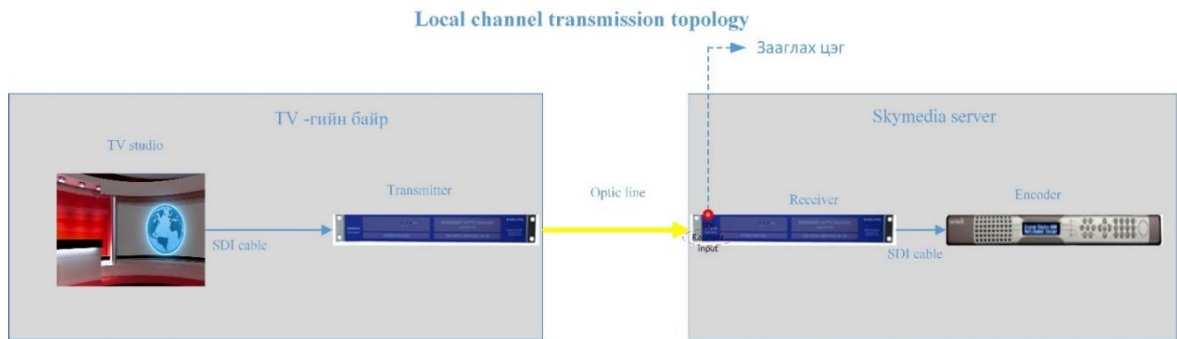 Local channel transmission topology
Зааглах цэг
TV -гийн байр
Skymedia server
TV studio
Transmitter
Optic line
Receiver
Encoder
SDI cable
input
SDI cable